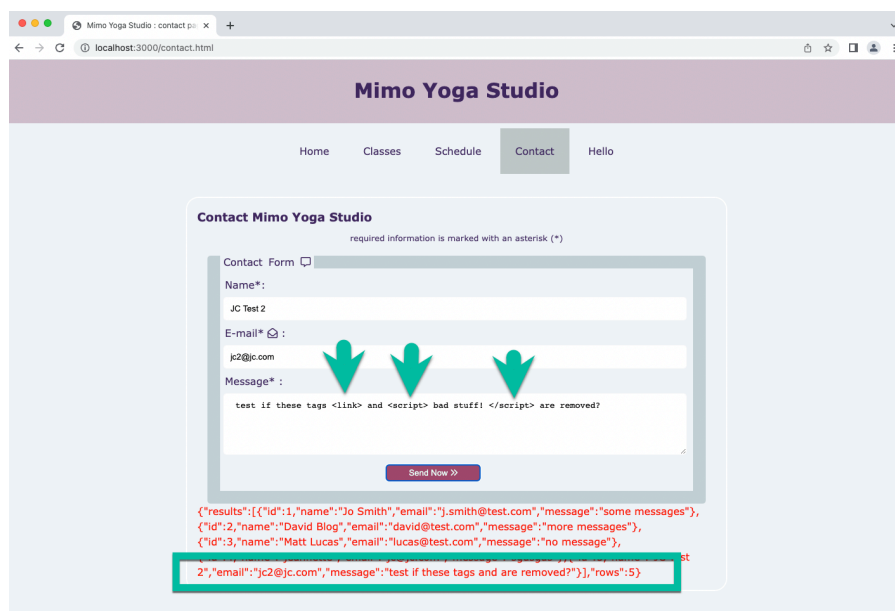 Mimo Yoga Studio : contact pa
localhost:3000/contact.html
Mimo Yoga Studio
Home Classes Schedule Contact Hello
Contact Mimo Yoga Studio
required information is marked with an asterisk (*)
Contact Form
Name*:
JC Test 2
E-mail* :
jc2@jc.com
Message* :
test if these tags <link> and <script> bad stuff! </script> are removed?
Send Now »
{"results":[{"id":1,"name":"Jo Smith","email":"j.smith@test.com","message":"some messages"},
{"id":2,"name":"David Blog","email":"david@test.com","message":"more messages"},
{"id":3,"name":"Matt Lucas","email":"lucas@test.com","message":"no message"},
2","email":"jc2@jc.com","message":"test if these tags and are removed?"}],"rows":5}